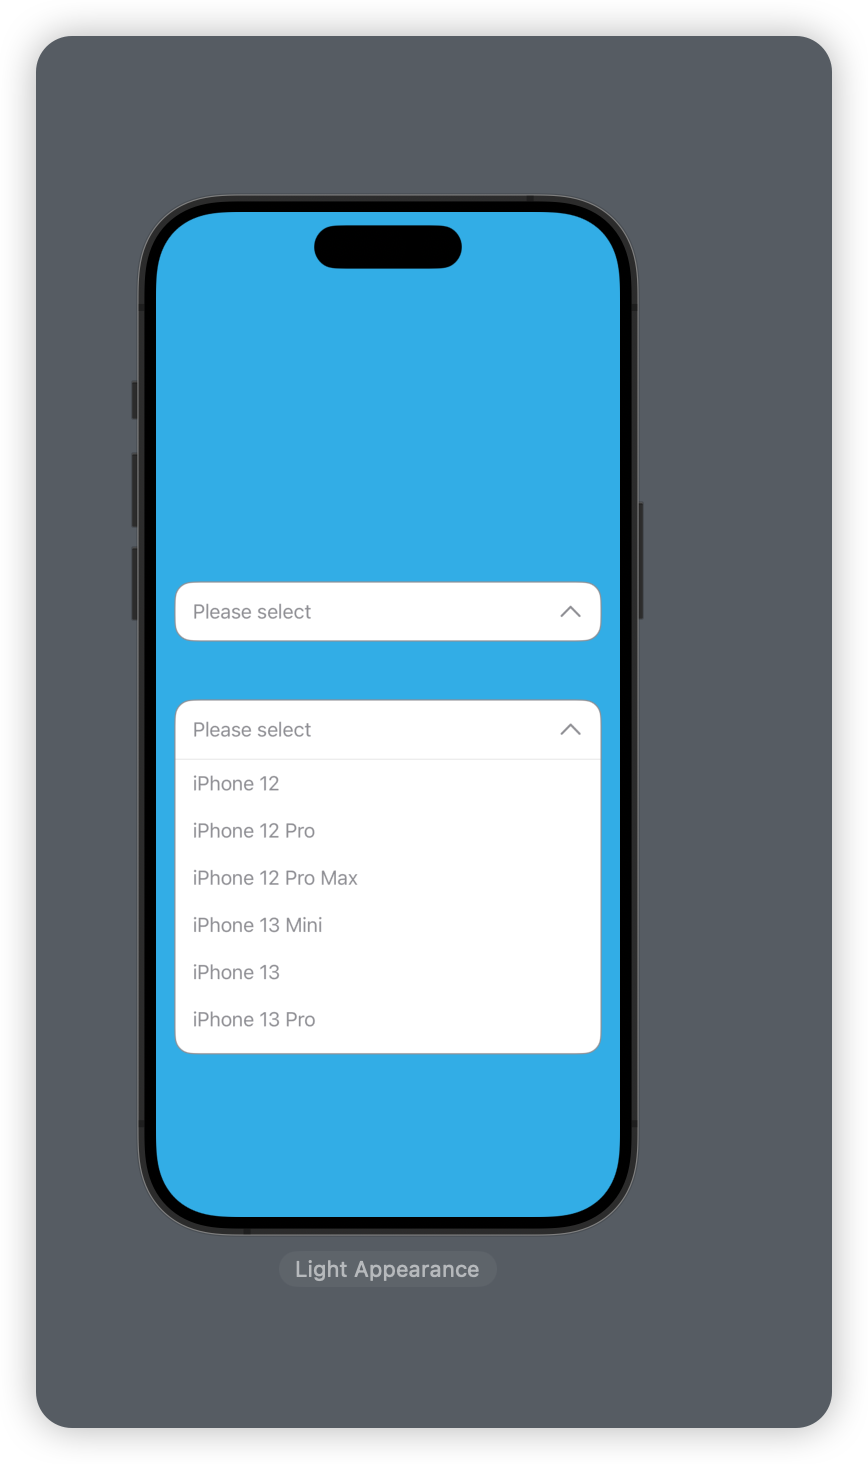 Please select
Please select
iPhone 12
iPhone 12 Pro
iPhone 12 Pro Max
iPhone 13 Mini
iPhone 13
iPhone 13 Pro
Light Appearance